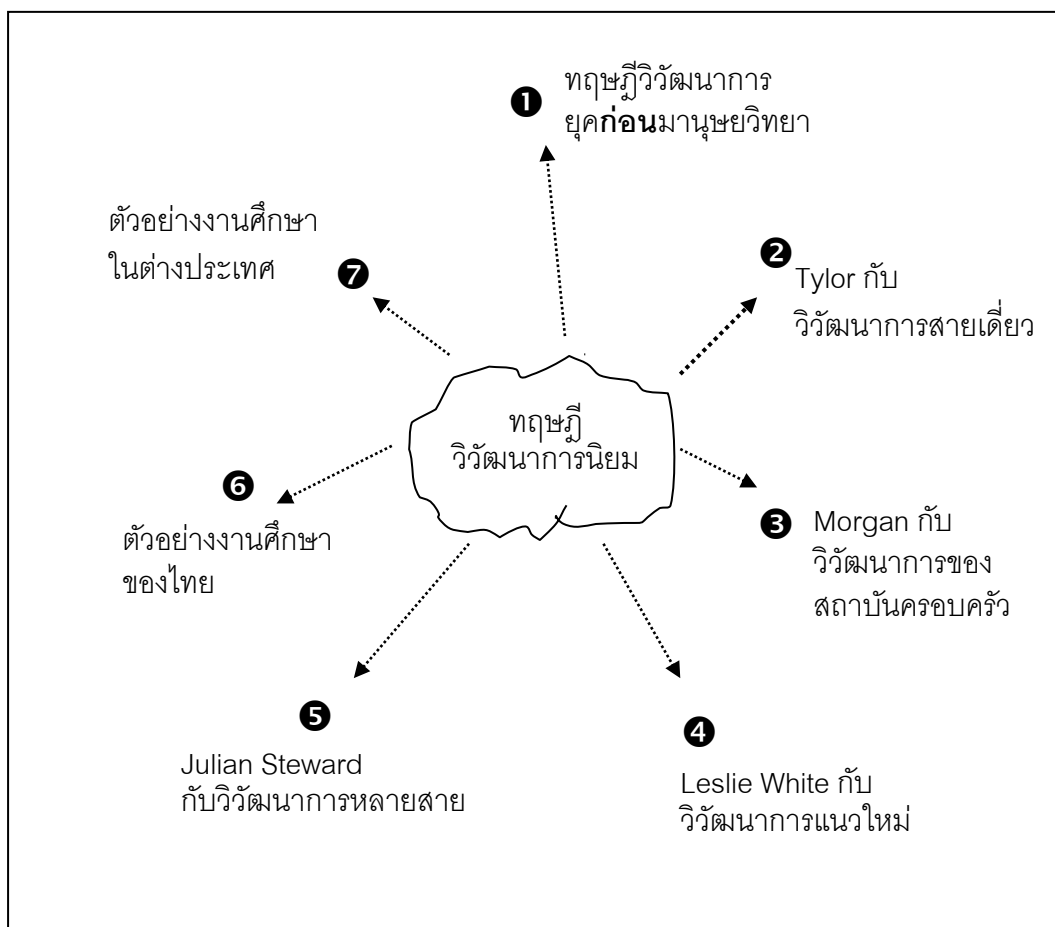 ทฤษฎี
วิวัฒนาการนิยม
❶ ทฤษฎีวิวัฒนาการ
ยุคก่อนมานุษยวิทยา
❷ Tylor กับ
วิวัฒนาการสายเดี่ยว
❸ Morgan กับ
วิวัฒนาการของ
สถาบันครอบครัว
❹
Leslie White กับ
วิวัฒนาการแนวใหม่
❺
Julian Steward
กับวิวัฒนาการหลายสาย
❻
ตัวอย่างงานศึกษา
ของไทย
ตัวอย่างงานศึกษา
ในต่างประเทศ ❼